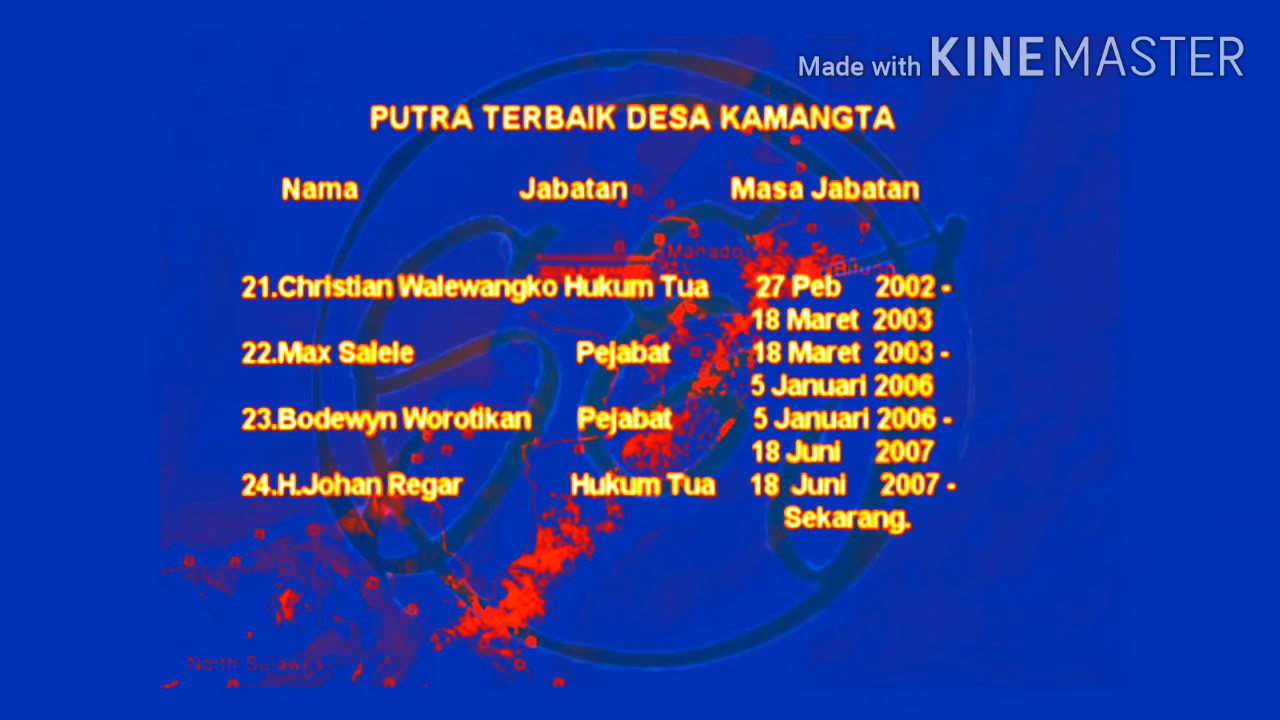 Made with KINEMASTER
PUTRA TERBAIK DESA KAMANGTA
Nama Jabatan Masa Jabatan
Manado
Bitung
21.Christian Walewangko Hukum Tua 27 Peb 2002 -
18 Maret 2003
22.Max Salele Pejabat 18 Maret 2003 -
5 Januari 2006
23.Bodewyn Worotikan Pejabat 5 Januari 2006 -
18 Juni 2007
24.H.Johan Regar Hukum Tua 18 Juni 2007 -
Sekarang.
North Sulawesi